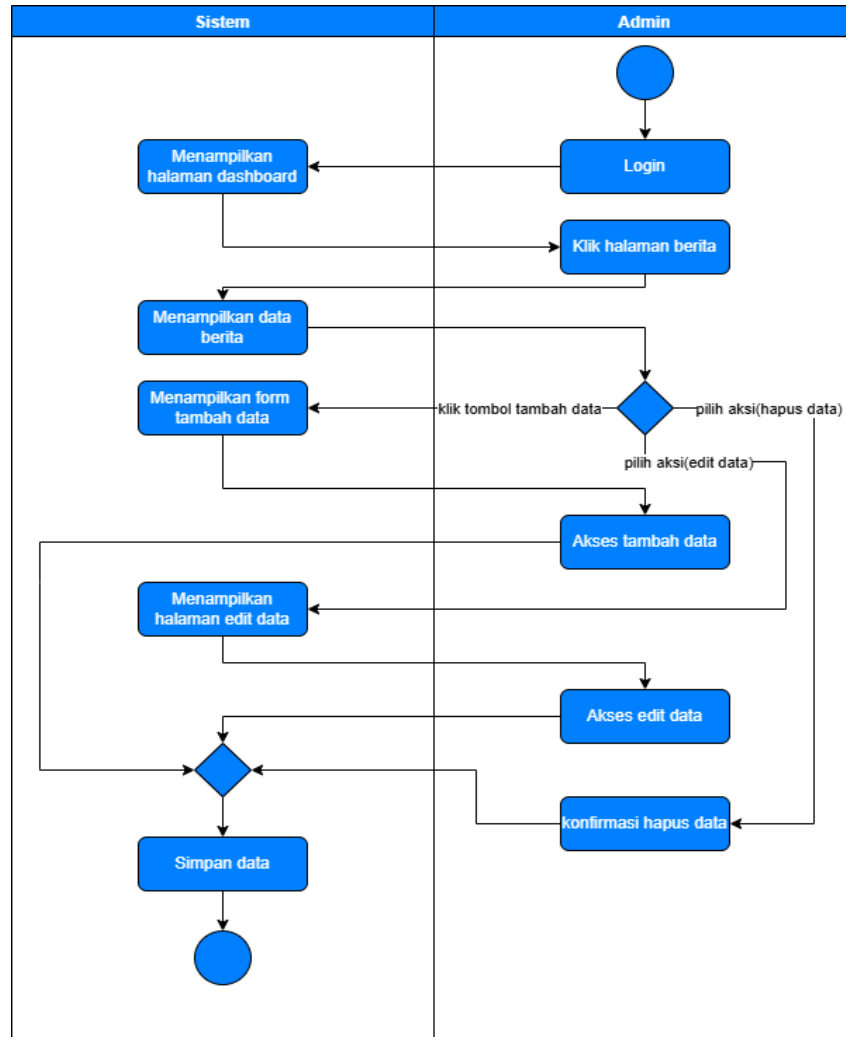 Sistem
Admin
Login
Menampilkan
halaman dashboard
Klik halaman berita
Menampilkan data
berita
Menampilkan form
tambah data
klik tombol tambah data
pilih aksi(hapus data)
pilih aksi(edit data)
Akses tambah data
Menampilkan
halaman edit data
Akses edit data
konfirmasi hapus data
Simpan data